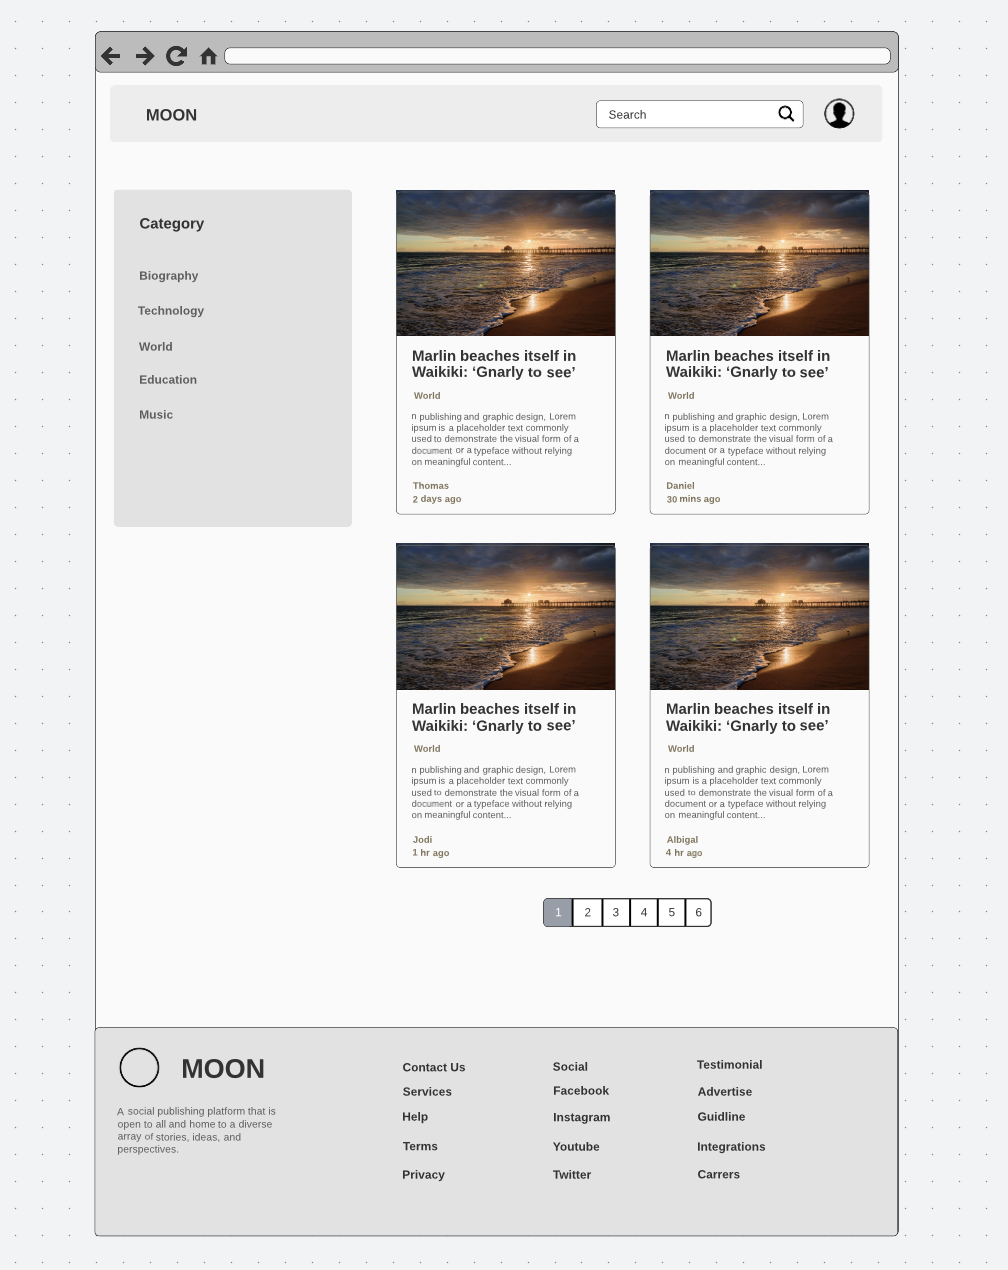 MOON
Search
Category
Biography
Technology
World
Education
Music
Marlin beaches itself in
Waikiki: ‘Gnarly to see’
World
n publishing and graphic design, Lorem
ipsum is a placeholder text commonly
used to demonstrate the visual form of a
document or a typeface without relying
on meaningful content...
Thomas
2 days ago
Marlin beaches itself in
Waikiki: ‘Gnarly to see’
World
n publishing and graphic design, Lorem
ipsum is a placeholder text commonly
used to demonstrate the visual form of a
document or a typeface without relying
on meaningful content...
Daniel
30 mins ago
Marlin beaches itself in
Waikiki: ‘Gnarly to see’
World
n publishing and graphic design, Lorem
ipsum is a placeholder text commonly
used to demonstrate the visual form of a
document or a typeface without relying
on meaningful content...
Jodi
1 hr ago
Marlin beaches itself in
Waikiki: ‘Gnarly to see’
World
n publishing and graphic design, Lorem
ipsum is a placeholder text commonly
used to demonstrate the visual form of a
document or a typeface without relying
on meaningful content...
Albigal
4 hr ago
1 2 3 4 5 6
MOON
A social publishing platform that is
open to all and home to a diverse
array of stories, ideas, and
perspectives.
Contact Us
Services
Help
Terms
Privacy
Social
Facebook
Instagram
Youtube
Twitter
Testimonial
Advertise
Guidline
Integrations
Carrers